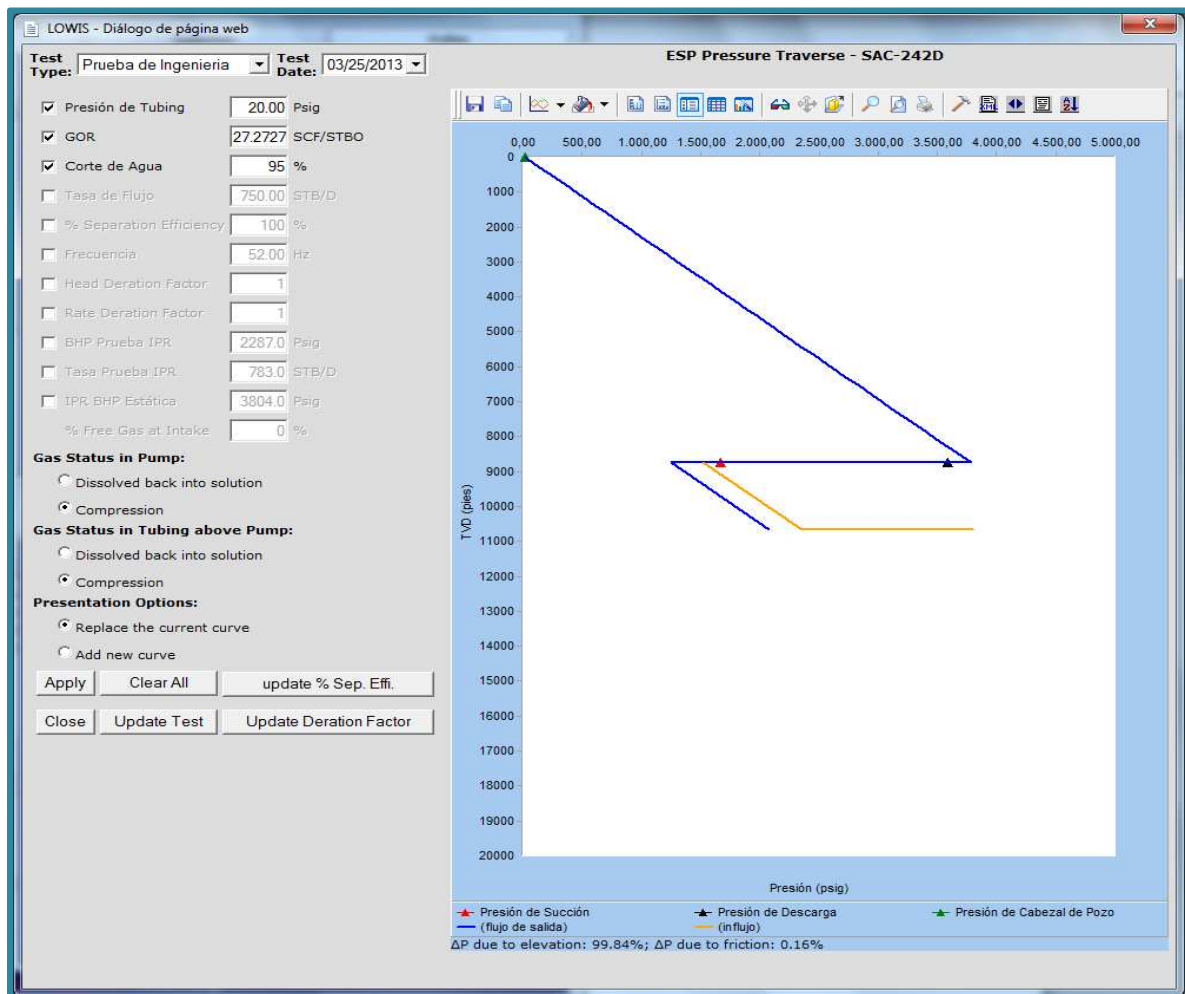 LOWIS - Diálogo de página web
Test Type: Prueba de Ingenieria Test Date: 03/25/2013
Presión de Tubing 20.00 Psig
GOR 27.2727 SCF/STBO
Corte de Agua 95 %
Tasa de Flujo 750.00 STB/D
% Separation Efficiency 100 %
Frecuencia 52.00 Hz
Head Deration Factor 1
Rate Deration Factor 1
BHP Prueba IPR 2287.0 Psig
Tasa Prueba IPR 783.0 STB/D
IPR BHP Estática 3804.0 Psig
% Free Gas at Intake 0 %
Gas Status in Pump:
Dissolved back into solution
Compression
Gas Status in Tubing above Pump:
Dissolved back into solution
Compression
Presentation Options:
Replace the current curve
Add new curve
Apply Clear All update % Sep. Effi.
Close Update Test Update Deration Factor
ESP Pressure Traverse - SAC-242D
0,00 500,00 1.000,00 1.500,00 2.000,00 2.500,00 3.000,00 3.500,00 4.000,00 4.500,00 5.000,00
0
1000
2000
3000
4000
5000
6000
7000
8000
9000
10000
11000
12000
13000
14000
15000
16000
17000
18000
19000
20000
TVD (pies)
Presión (psig)
Presión de Succión Presión de Descarga Presión de Cabezal de Pozo
(flujo de salida) (influjo)
ΔP due to elevation: 99.84%; ΔP due to friction: 0.16%